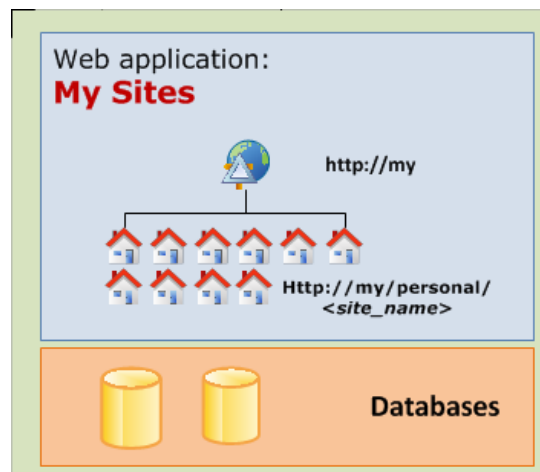 Web application:
My Sites
http://my
Http://my/personal/
<site_name>
Databases